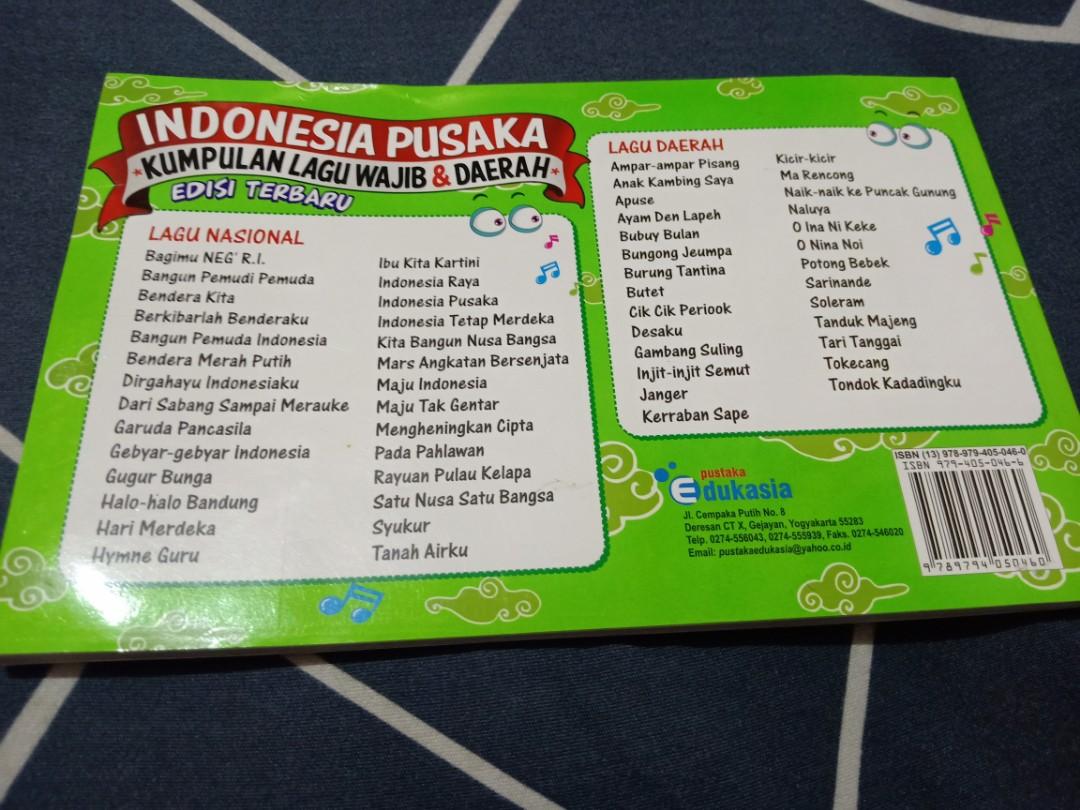 INDONESIA PUSAKA
KUMPULAN LAGU WAJIB & DAERAH
EDISI TERBARU
LAGU NASIONAL
Bagimu NEG' R.I.
Bangun Pemudi Pemuda
Bendera Kita
Berkibarlah Benderaku
Bangun Pemuda Indonesia
Bendera Merah Putih
Dirgahayu Indonesiaku
Dari Sabang Sampai Merauke
Garuda Pancasila
Gebyar-gebyar Indonesia
Gugur Bunga
Halo-halo Bandung
Hari Merdeka
Hymne Guru
Ibu Kita Kartini
Indonesia Raya
Indonesia Pusaka
Indonesia Tetap Merdeka
Kita Bangun Nusa Bangsa
Mars Angkatan Bersenjata
Maju Indonesia
Maju Tak Gentar
Mengheningkan Cipta
Pada Pahlawan
Rayuan Pulau Kelapa
Satu Nusa Satu Bangsa
Syukur
Tanah Airku
LAGU DAERAH
Ampar-ampar Pisang
Anak Kambing Saya
Apuse
Ayam Den Lapeh
Bubuy Bulan
Bungong Jeumpa
Burung Tantina
Butet
Cik Cik Periook
Desaku
Gambang Suling
Injit-injit Semut
Janger
Kerraban Sape
Kicir-kicir
Ma Rencong
Naik-naik ke Puncak Gunung
Naluya
O Ina Ni Keke
O Nina Noi
Potong Bebek
Sarinande
Soleram
Tanduk Majeng
Tari Tanggai
Tokecang
Tondok Kadadingku
pustaka
Edukasia
Jl. Cempaka Putih No. 8
Deresan CT X, Gejayan, Yogyakarta 55283
Telp. 0274-556043, 0274-555939, Faks. 0274-546020
Email: pustakaedukasia@yahoo.co.id
ISBN (13) 978-979-405-046-0
ISBN 979-405-046-6
9 789794 050460